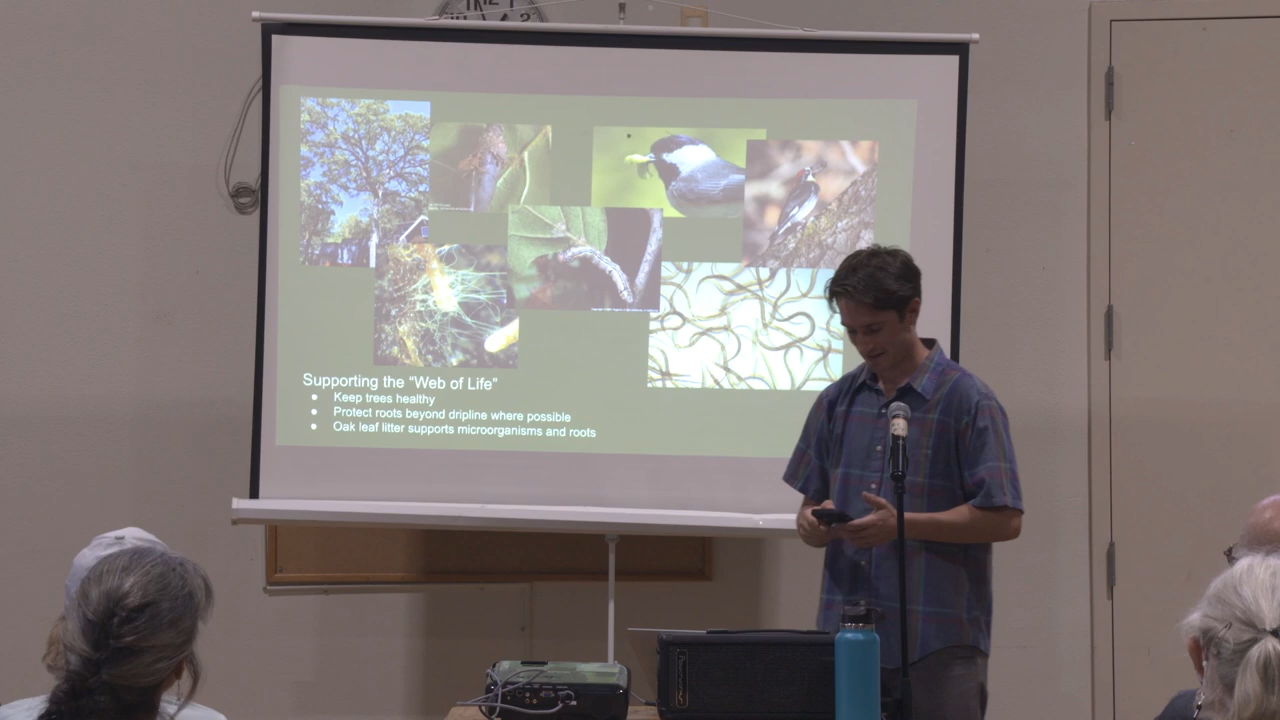 12
Supporting the "Web of Life"
Keep trees healthy
Protect roots beyond dripline where possible
Oak leaf litter supports microorganisms and roots